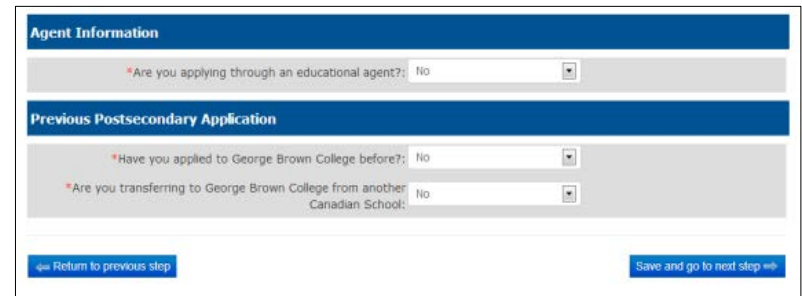 Agent Information
*Are you applying through an educational agent?: No
Previous Postsecondary Application
*Have you applied to George Brown College before?: No
*Are you transferring to George Brown College from another
Canadian School: No
Return to previous step
Save and go to next step